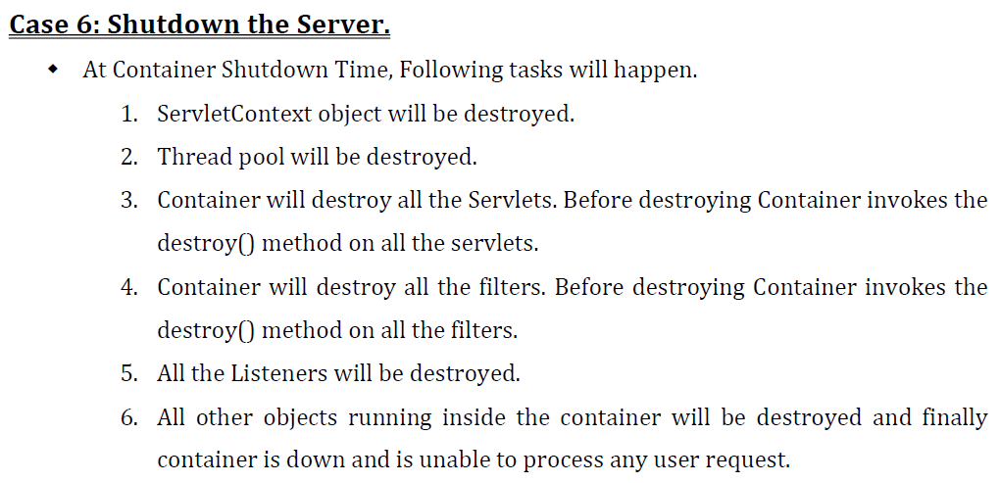 Case 6: Shutdown the Server.
◆ At Container Shutdown Time, Following tasks will happen.
1. ServletContext object will be destroyed.
2. Thread pool will be destroyed.
3. Container will destroy all the Servlets. Before destroying Container invokes the
destroy() method on all the servlets.
4. Container will destroy all the filters. Before destroying Container invokes the
destroy() method on all the filters.
5. All the Listeners will be destroyed.
6. All other objects running inside the container will be destroyed and finally
container is down and is unable to process any user request.